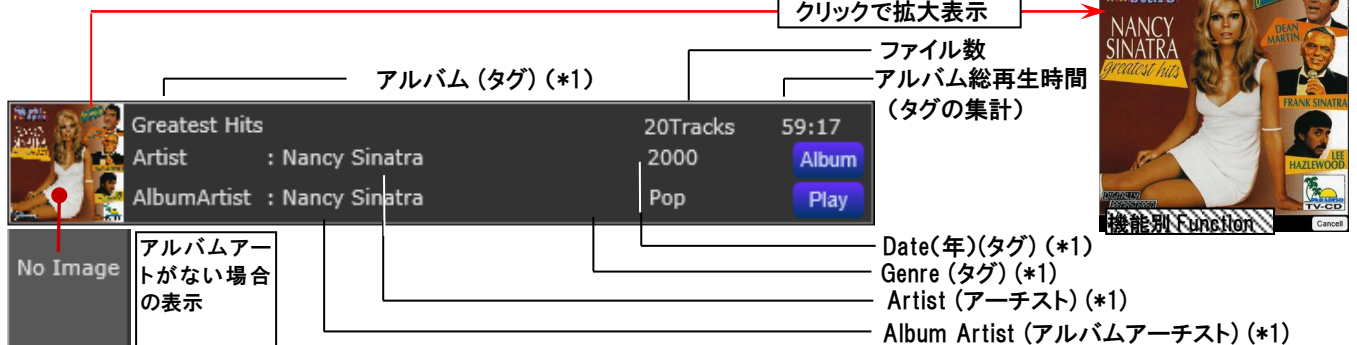 クリックで拡大表示
ファイル数
アルバム (タグ) (*1)
アルバム総再生時間
(タグの集計)
Greatest Hits
20Tracks
59:17
Artist : Nancy Sinatra
2000
Album
AlbumArtist : Nancy Sinatra
Pop
Play
No Image
アルバムアー
トがない場合
の表示
Date(年)(タグ) (*1)
Genre (タグ) (*1)
Artist (アーチスト) (*1)
Album Artist (アルバムアーチスト) (*1)
NANCY
SINATRA
greatest hits
DEAN
MARTIN
FRANK SINATRA
LEE
HAZLEWOOD
PARADISO
TV-CD
機能別 Function
Cancell